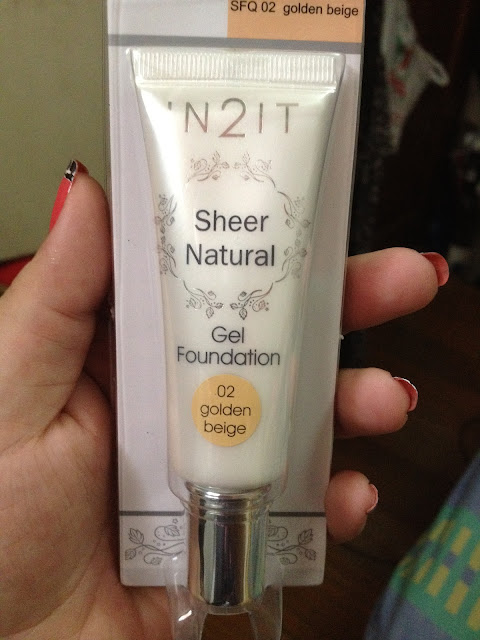 SFQ 02 golden beige
IN2IT
Sheer
Natural
Gel
Foundation
02
golden
beige